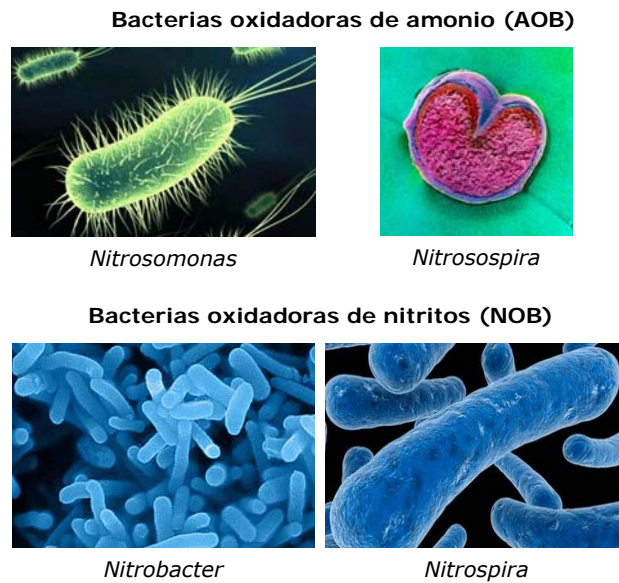 Bacterias oxidadoras de amonio (AOB)
Nitrosomonas
Nitrosospira
Bacterias oxidadoras de nitritos (NOB)
Nitrobacter
Nitrospira